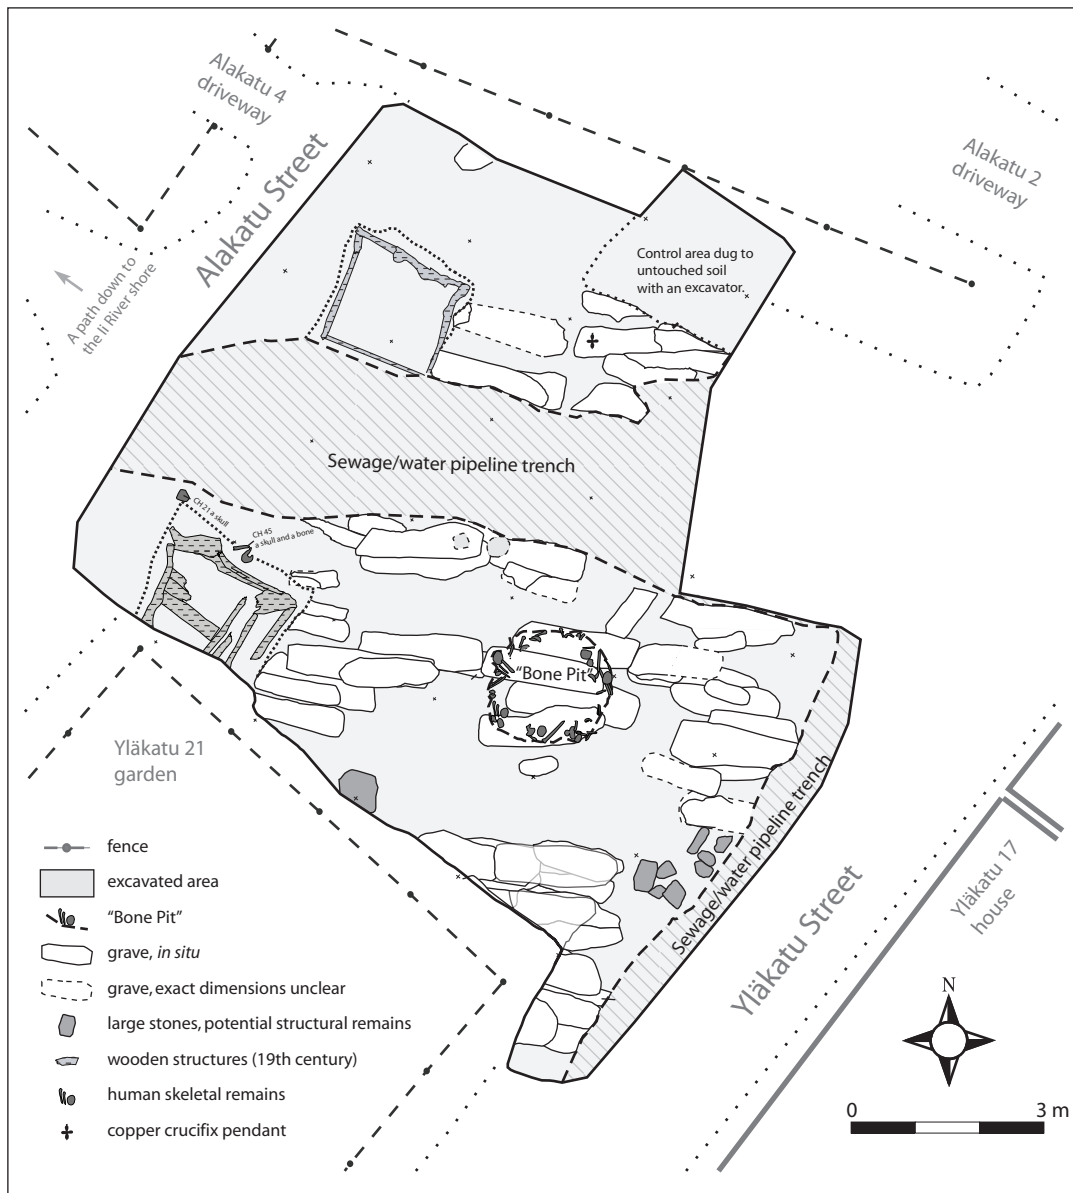 Alakatu 4
driveway
Alakatu Street
Alakatu 2
driveway
A path down to
the Ii River shore
Control area dug to
untouched soil
with an excavator.
Sewage/water pipeline trench
CH 21 a skull
CH 45
a skull and a bone
"Bone Pit"
Yläkatu 21
garden
Sewage/water pipeline trench
Yläkatu Street
Yläkatu 17
house
fence
excavated area
"Bone Pit"
grave, in situ
grave, exact dimensions unclear
large stones, potential structural remains
wooden structures (19th century)
human skeletal remains
copper crucifix pendant
N
0 3 m